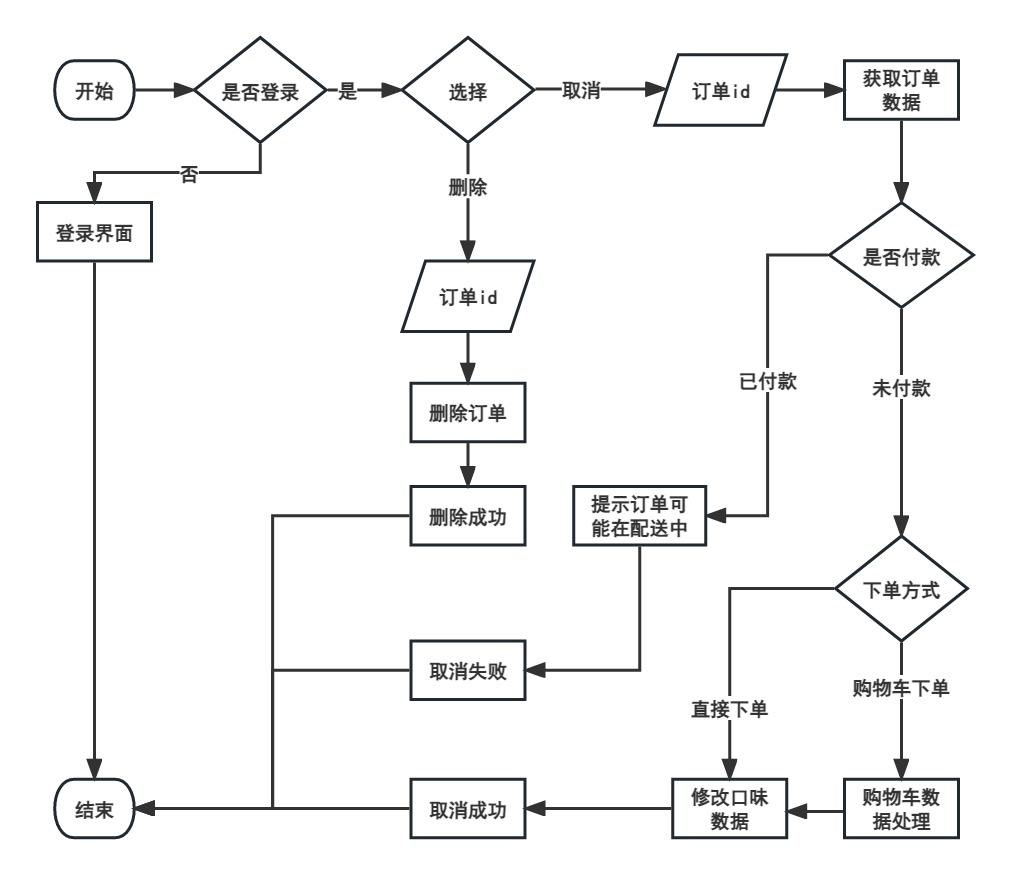 开始
是否登录
是
选择
取消
订单id
获取订单
数据
否
删除
登录界面
是否付款
订单id
已付款
未付款
删除订单
删除成功
提示订单可
能在配送中
下单方式
取消失败
购物车下单
直接下单
结束
取消成功
修改口味
数据
购物车数
据处理